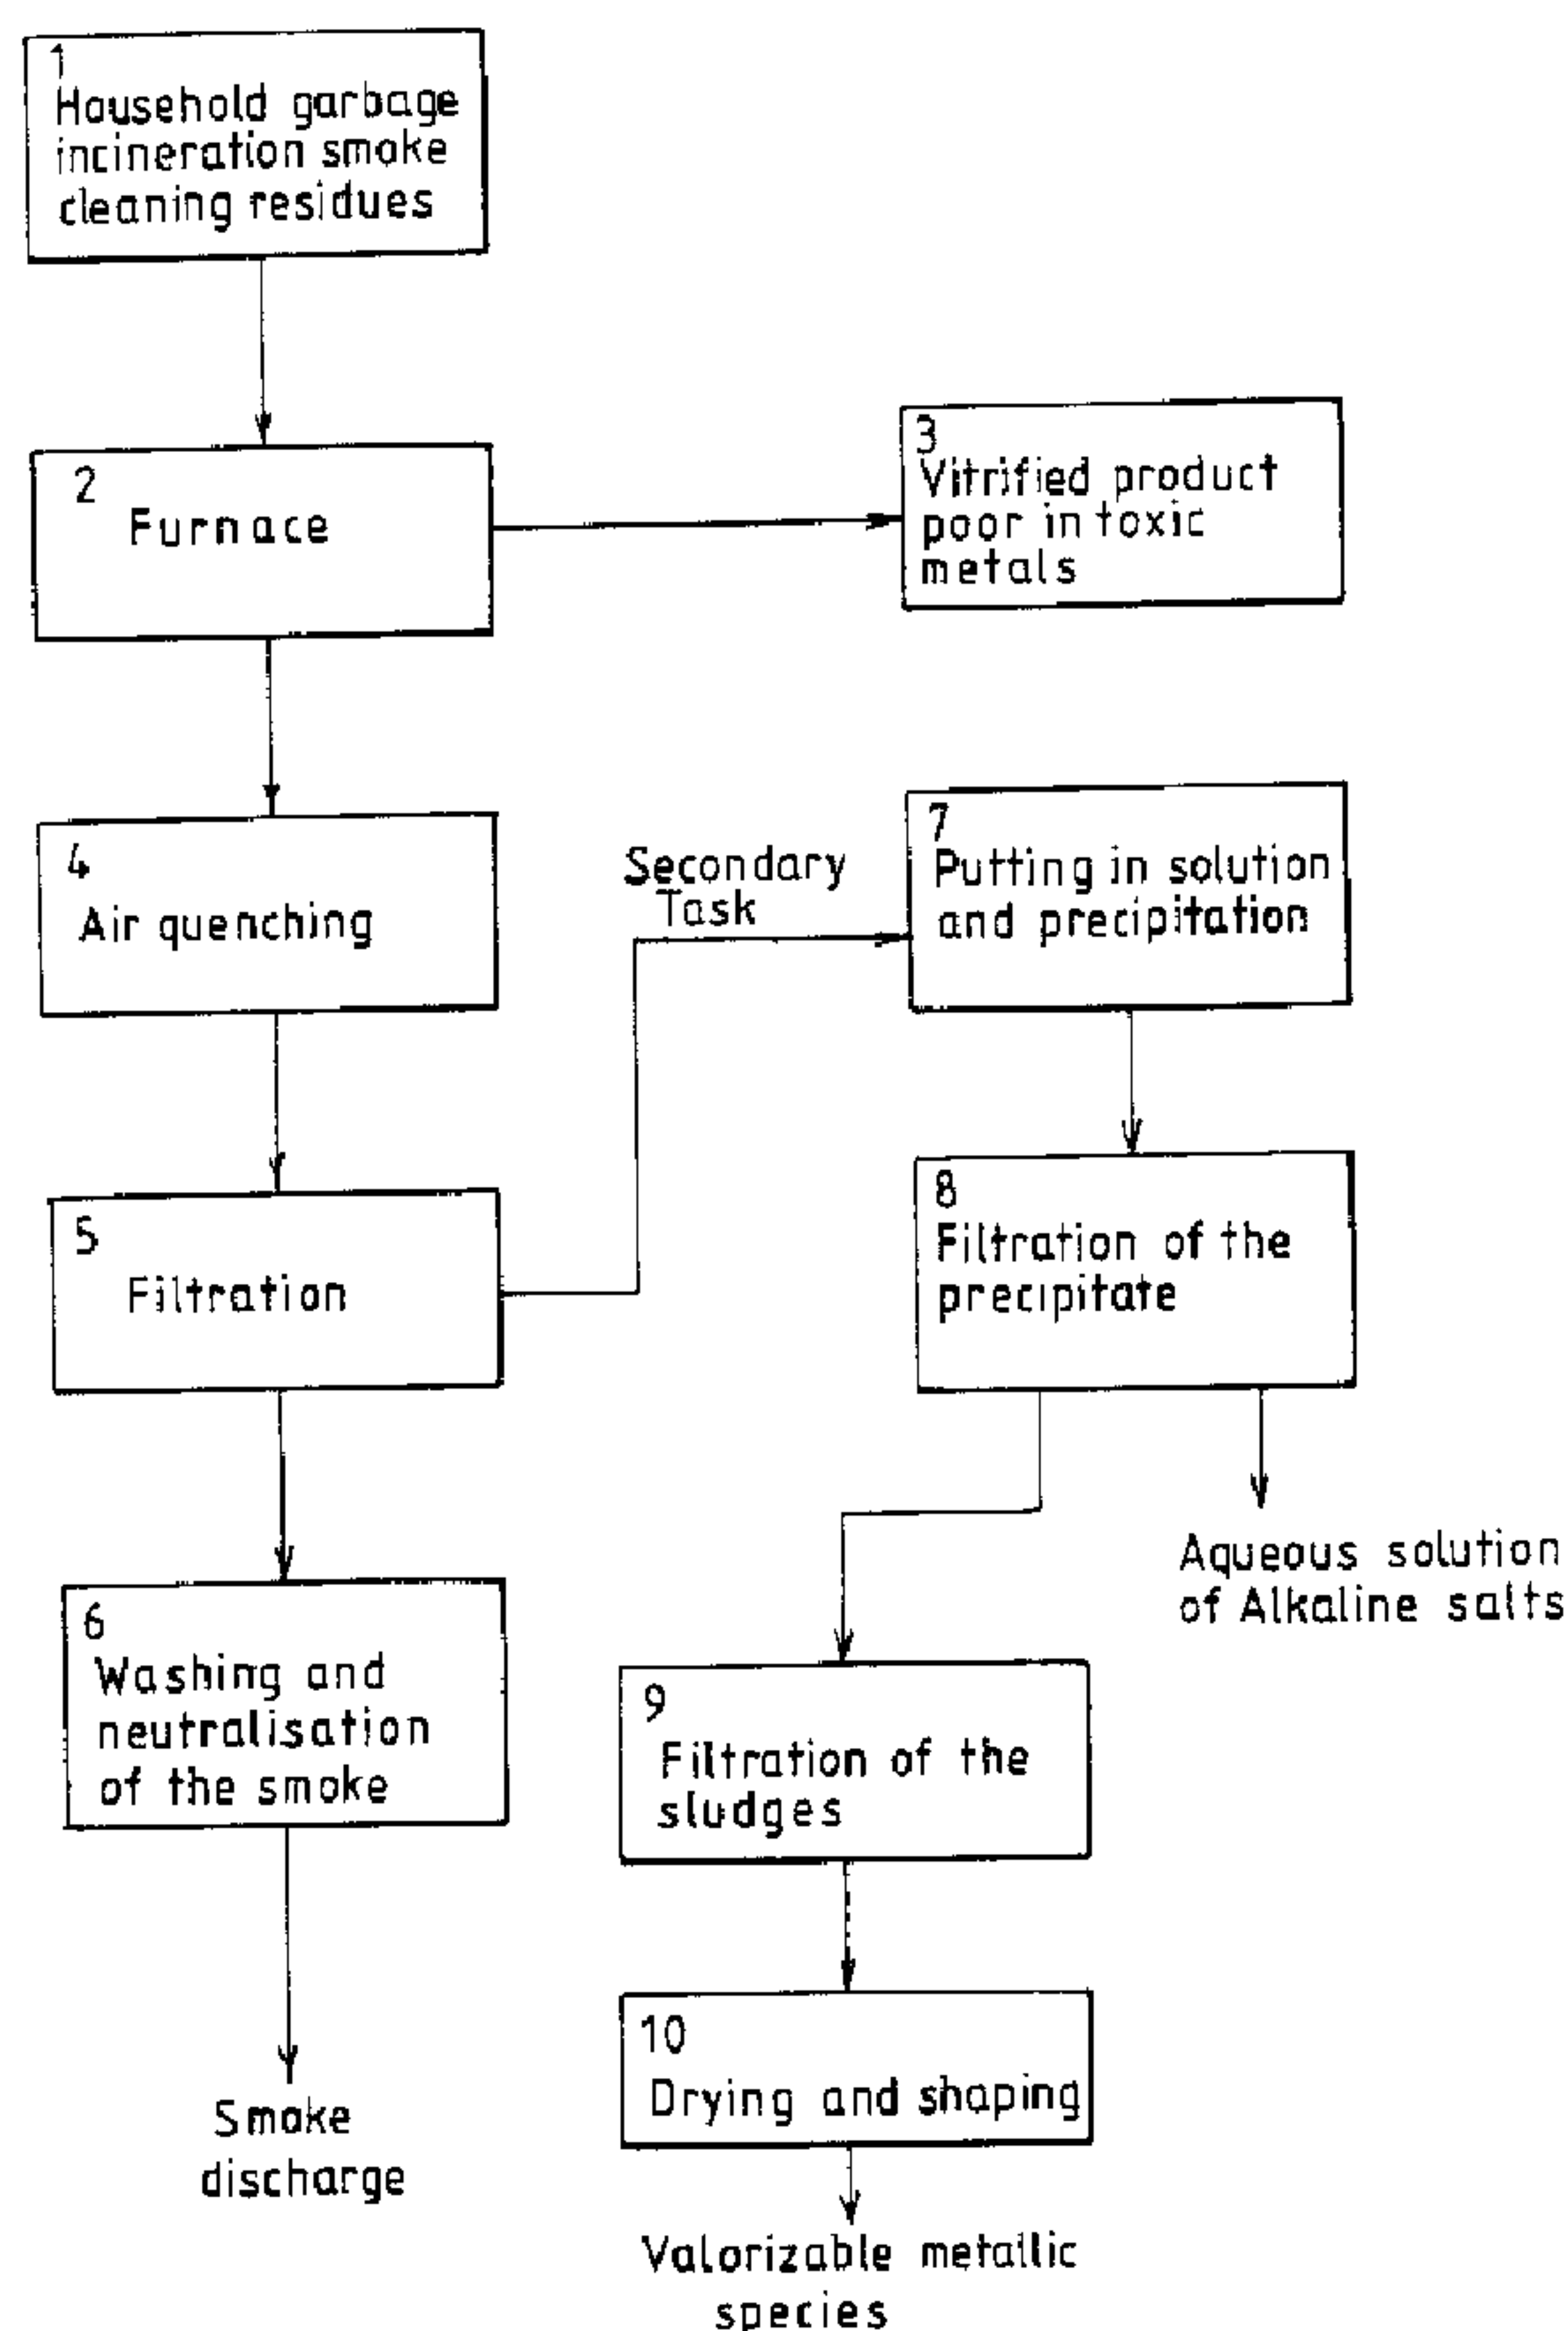 1
Household garbage
incineration smoke
cleaning residues
2
Furnace
3
Vitrified product
poor in toxic
metals
4
Air quenching
Secondary
Task
7
Putting in solution
and precipitation
5
Filtration
8
Filtration of the
precipitate
Aqueous solution
of Alkaline salts
6
Washing and
neutralisation
of the smoke
9
Filtration of the
sludges
10
Drying and shaping
Smoke
discharge
Valorizable metallic
species